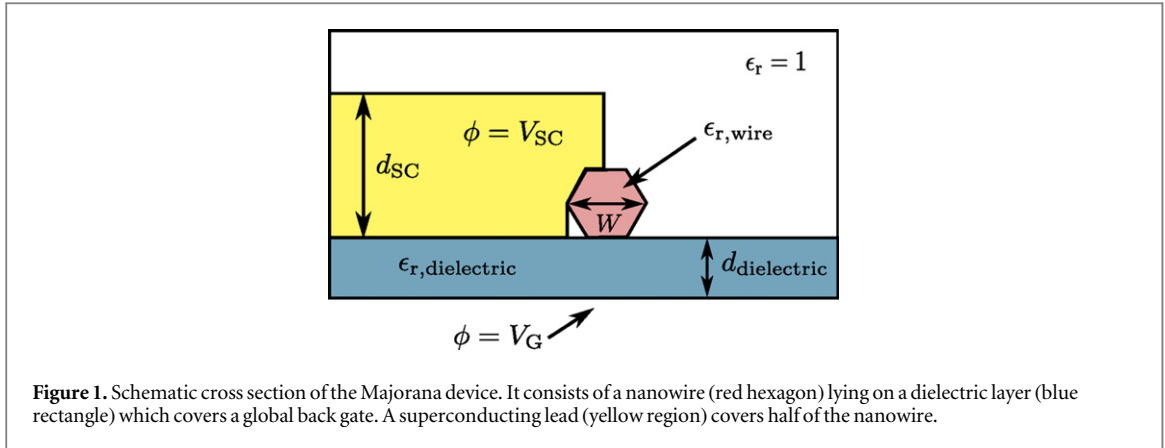 ϵr = 1
ϕ = VSC
ϵr,wire
dSC
W
ϵr,dielectric
ddielectric
ϕ = VG
Figure 1. Schematic cross section of the Majorana device. It consists of a nanowire (red hexagon) lying on a dielectric layer (blue
rectangle) which covers a global back gate. A superconducting lead (yellow region) covers half of the nanowire.